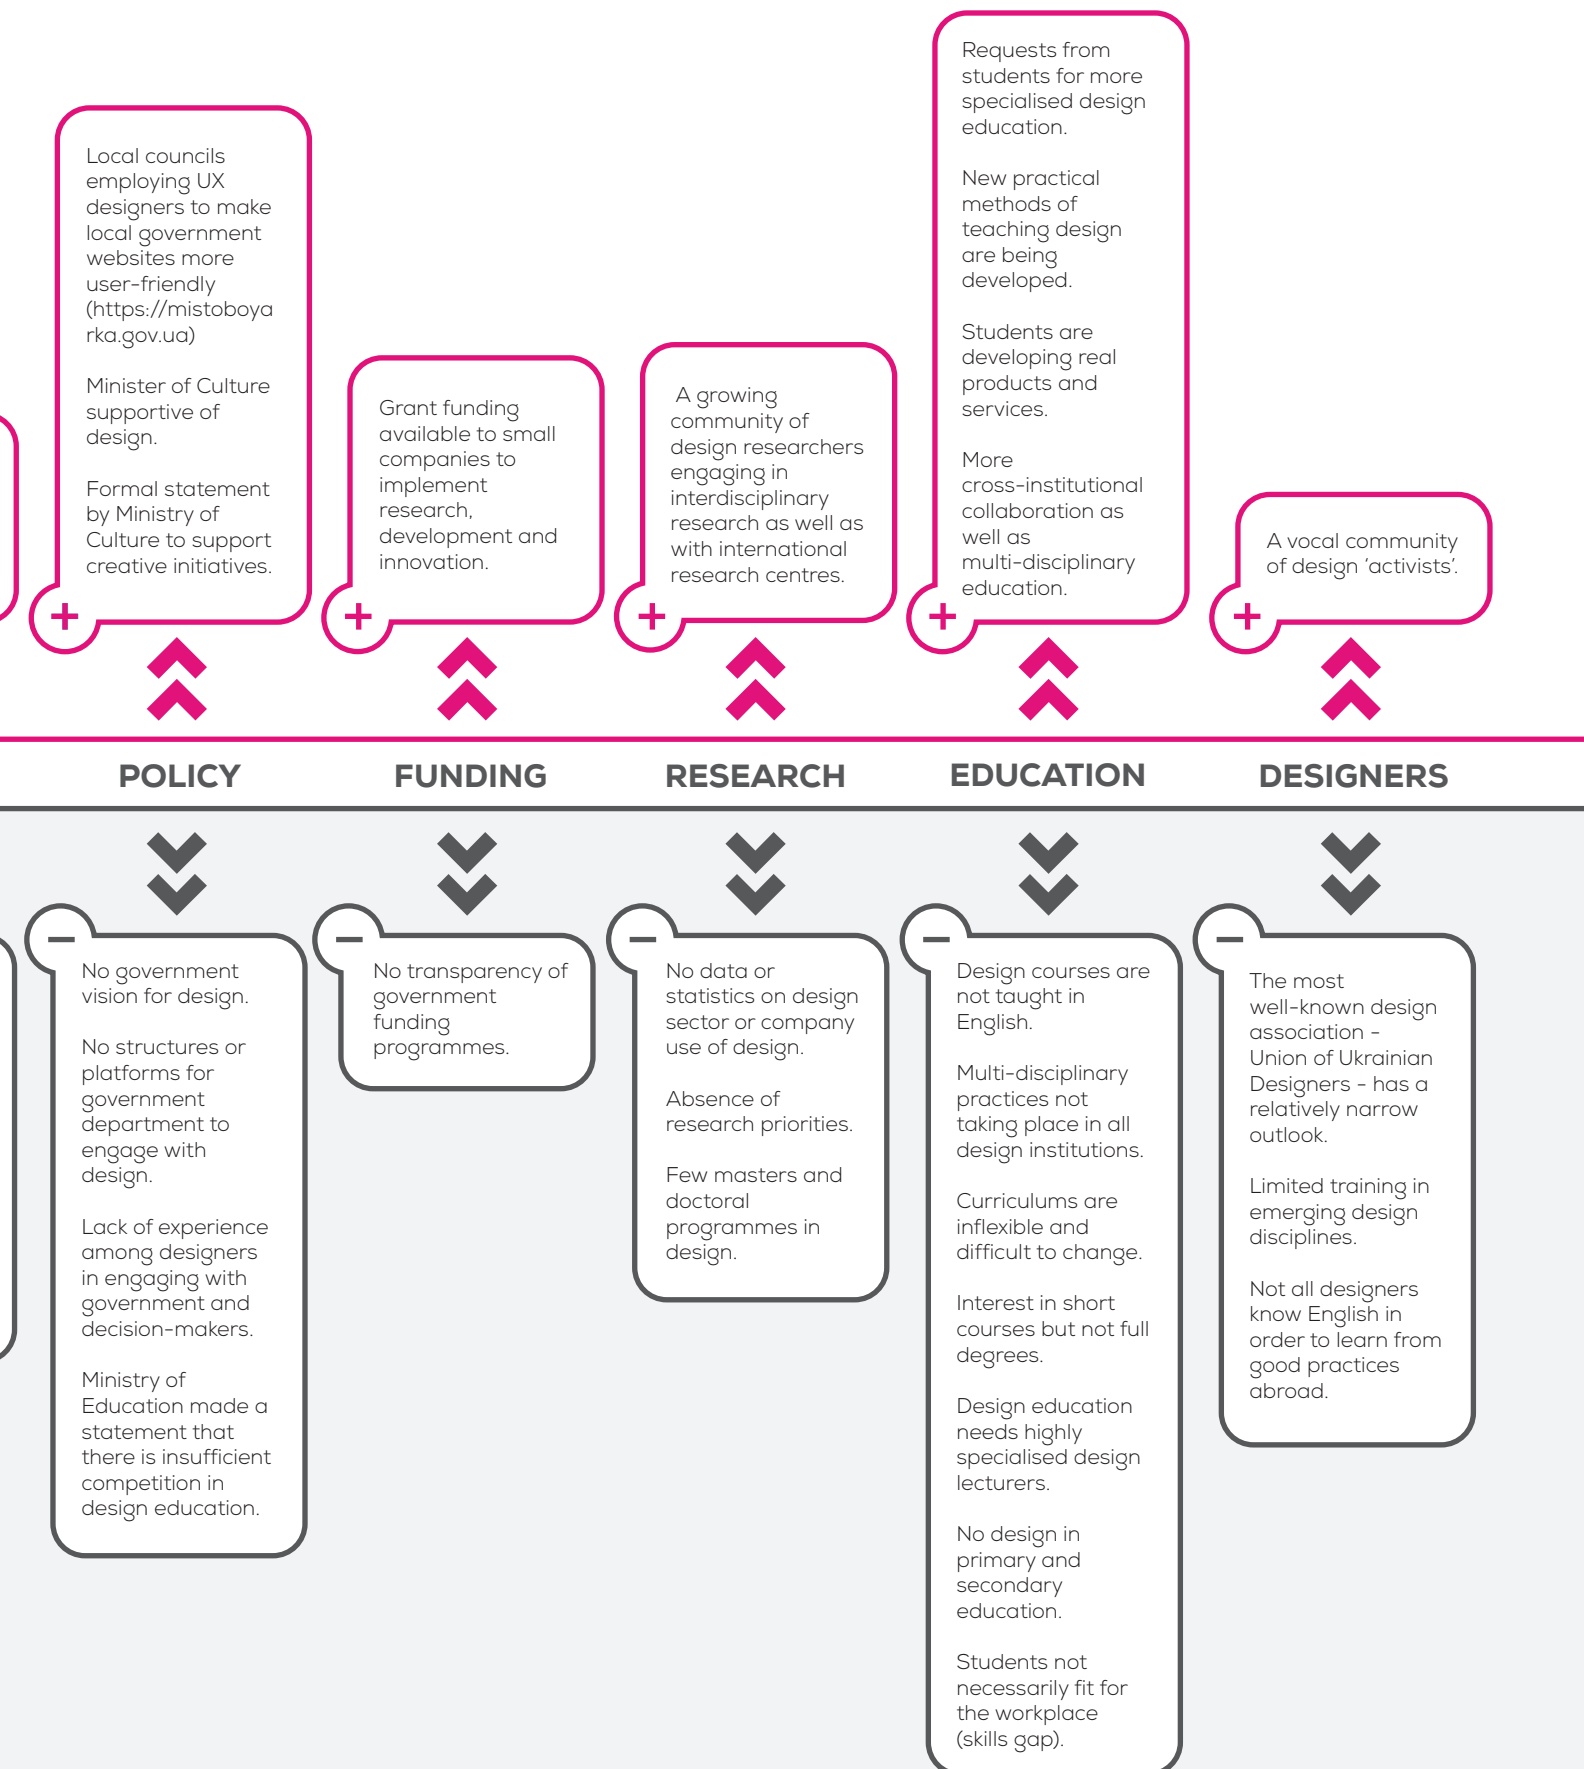 Local councils
employing UX
designers to make
local government
websites more
user-friendly
(https://mistoboya
rka.gov.ua)
Minister of Culture
supportive of
design.
Formal statement
by Ministry of
Culture to support
creative initiatives.
+
Grant funding
available to small
companies to
implement
research,
development and
innovation.
+
A growing
community of
design researchers
engaging in
interdisciplinary
research as well as
with international
research centres.
+
Requests from
students for more
specialised design
education.
New practical
methods of
teaching design
are being
developed.
Students are
developing real
products and
services.
More
cross-institutional
collaboration as
well as
multi-disciplinary
education.
+
A vocal community
of design ‘activists’.
+
POLICY
FUNDING
RESEARCH
EDUCATION
DESIGNERS
–
No government
vision for design.
No structures or
platforms for
government
department to
engage with
design.
Lack of experience
among designers
in engaging with
government and
decision-makers.
Ministry of
Education made a
statement that
there is insufficient
competition in
design education.
–
No transparency of
government
funding
programmes.
–
No data or
statistics on design
sector or company
use of design.
Absence of
research priorities.
Few masters and
doctoral
programmes in
design.
–
Design courses are
not taught in
English.
Multi-disciplinary
practices not
taking place in all
design institutions.
Curriculums are
inflexible and
difficult to change.
Interest in short
courses but not full
degrees.
Design education
needs highly
specialised design
lecturers.
No design in
primary and
secondary
education.
Students not
necessarily fit for
the workplace
(skills gap).
–
The most
well-known design
association -
Union of Ukrainian
Designers - has a
relatively narrow
outlook.
Limited training in
emerging design
disciplines.
Not all designers
know English in
order to learn from
good practices
abroad.